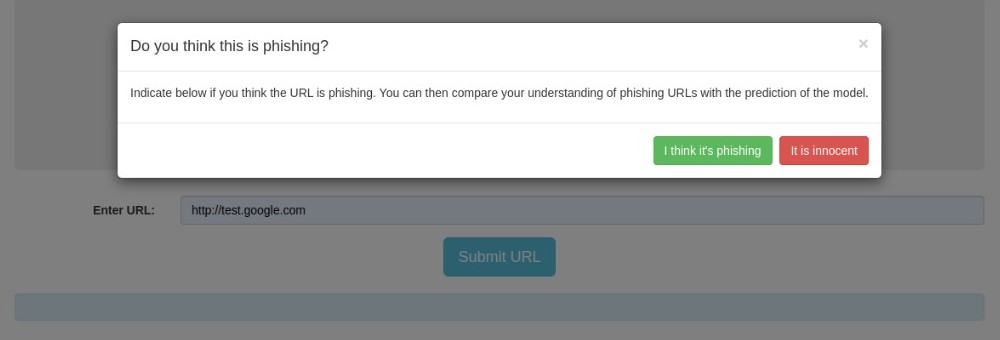 Do you think this is phishing?
×
Indicate below if you think the URL is phishing. You can then compare your understanding of phishing URLs with the prediction of the model.
I think it's phishing
It is innocent
Enter URL:
http://test.google.com
Submit URL